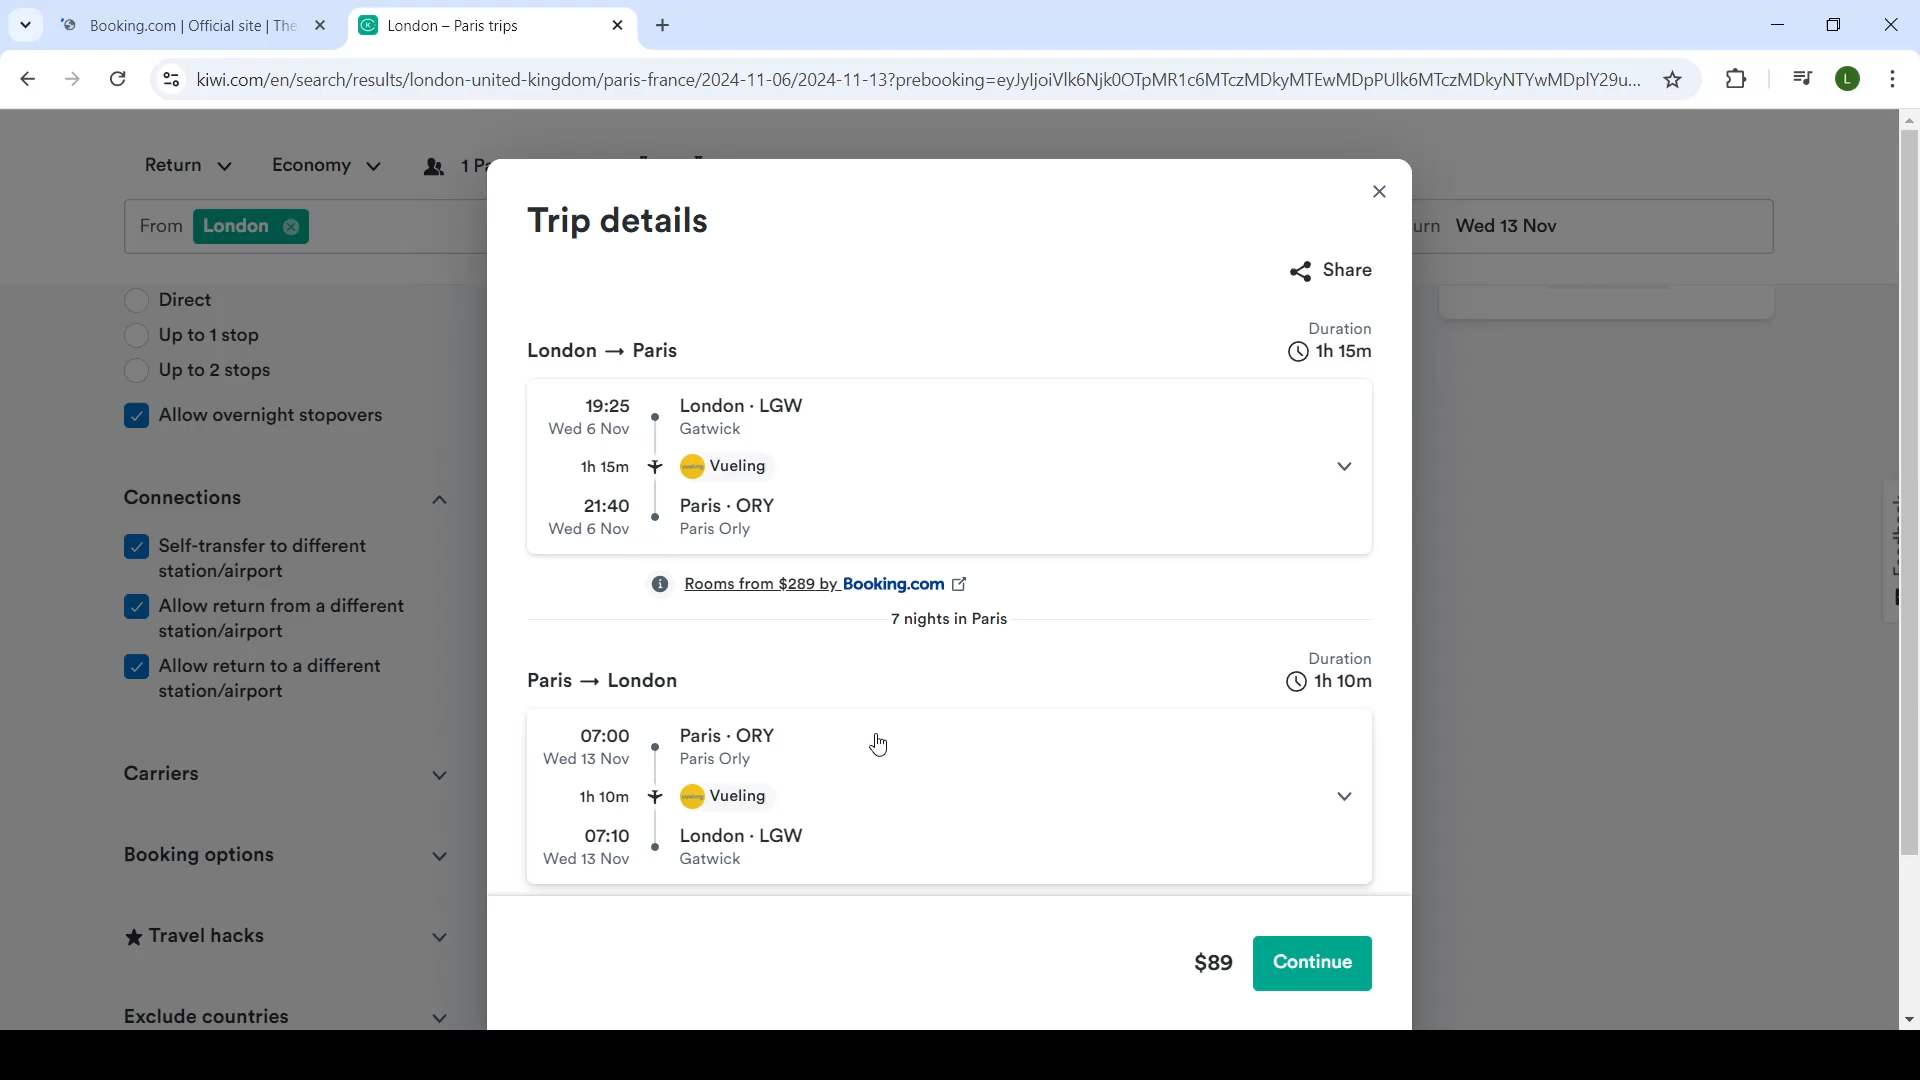 Booking.com | Official site | The
London – Paris trips
kiwi.com/en/search/results/london-united-kingdom/paris-france/2024-11-06/2024-11-13?prebooking=eyJyIjoiVlk6Njk0OTpMR1c6MTczMDkyMTEwMDpPUlk6MTczMDkyNTYwMDplY29u...
L
Return
Economy
1 Pa
From London
urn Wed 13 Nov
Direct
Up to 1 stop
Up to 2 stops
Allow overnight stopovers
Connections
Self-transfer to different
station/airport
Allow return from a different
station/airport
Allow return to a different
station/airport
Carriers
Booking options
Travel hacks
Exclude countries
Trip details
Share
London → Paris
Duration
1h 15m
19:25 London · LGW
Wed 6 Nov Gatwick
1h 15m Vueling
21:40 Paris · ORY
Wed 6 Nov Paris Orly
Rooms from $289 by Booking.com
7 nights in Paris
Paris → London
Duration
1h 10m
07:00 Paris · ORY
Wed 13 Nov Paris Orly
1h 10m Vueling
07:10 London · LGW
Wed 13 Nov Gatwick
$89 Continue